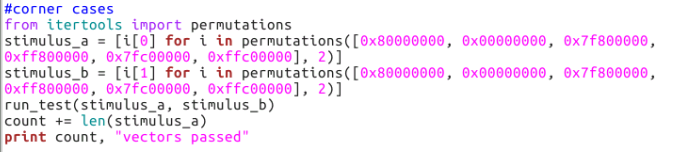 #corner cases
from itertools import permutations
stimulus_a = [i[0] for i in permutations([0x80000000, 0x00000000, 0x7f800000,
0xff800000, 0x7fc00000, 0xffc00000], 2)]
stimulus_b = [i[1] for i in permutations([0x80000000, 0x00000000, 0x7f800000,
0xff800000, 0x7fc00000, 0xffc00000], 2)]
run_test(stimulus_a, stimulus_b)
count += len(stimulus_a)
print count, "vectors passed"